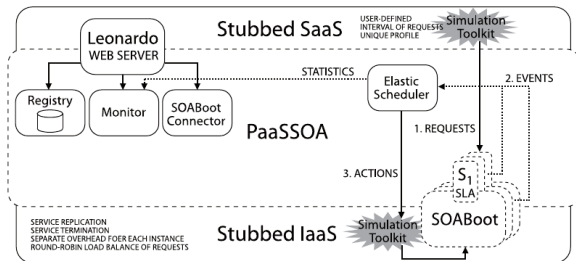 Stubbed SaaS
USER-DEFINED
INTERVAL OF REQUESTS
UNIQUE PROFILE
Simulation
Toolkit
Leonardo
WEB SERVER
STATISTICS
Elastic
Scheduler
2. EVENTS
Registry
Monitor
SOABoot
Connector
1. REQUESTS
PaaSSOA
3. ACTIONS
S1
SLA
SOABoot
SERVICE REPLICATION
SERVICE TERMINATION
SEPARATE OVERHEAD FOER EACH INSTANCE
ROUND-ROBIN LOAD BALANCE OF REQUESTS
Stubbed IaaS
Simulation
Toolkit